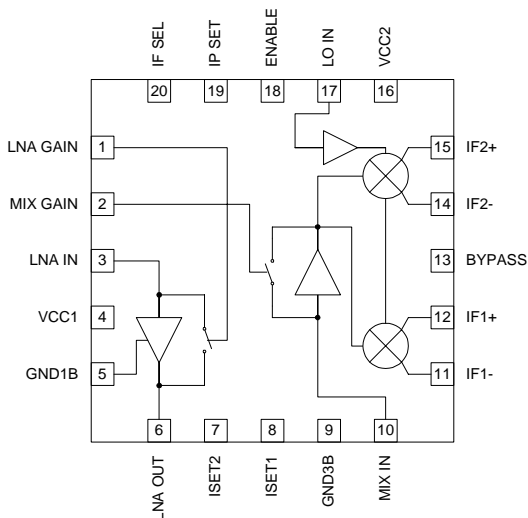 IF SEL
IP SET
ENABLE
LO IN
VCC2
20
19
18
17
16
LNA GAIN
1
15
IF2+
MIX GAIN
2
14
IF2-
LNA IN
3
13
BYPASS
VCC1
4
12
IF1+
GND1B
5
11
IF1-
6
7
8
9
10
LNA OUT
ISET2
ISET1
GND3B
MIX IN